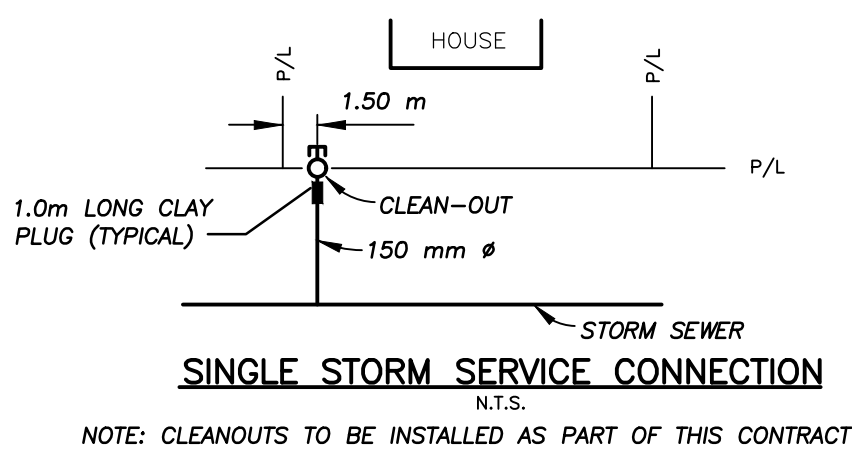 HOUSE
P/L
P/L
1.50 m
P/L
1.0m LONG CLAY
PLUG (TYPICAL)
CLEAN-OUT
150 mm ø
STORM SEWER
SINGLE STORM SERVICE CONNECTION
N.T.S.
NOTE: CLEANOUTS TO BE INSTALLED AS PART OF THIS CONTRACT